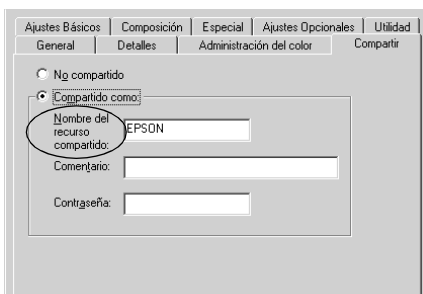 Ajustes Básicos Composición Especial Ajustes Opcionales Utilidad
General Detalles Administración del color Compartir
No compartido
Compartido como:
Nombre del
recurso
compartido:
EPSON
Comentario:
Contraseña: